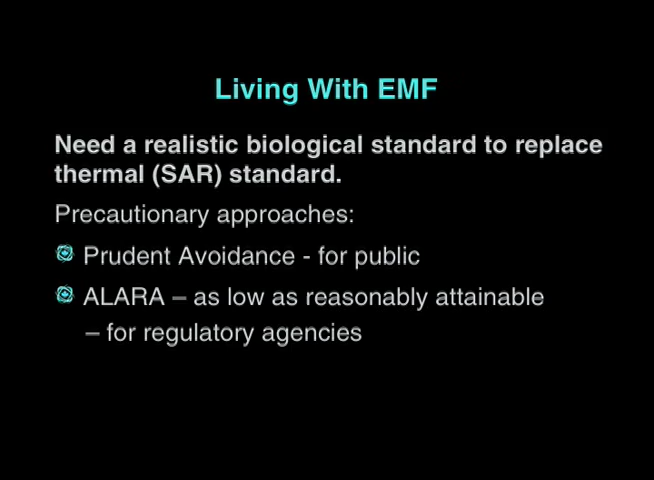 Living With EMF
Need a realistic biological standard to replace
thermal (SAR) standard.
Precautionary approaches:
Prudent Avoidance - for public
ALARA – as low as reasonably attainable
– for regulatory agencies